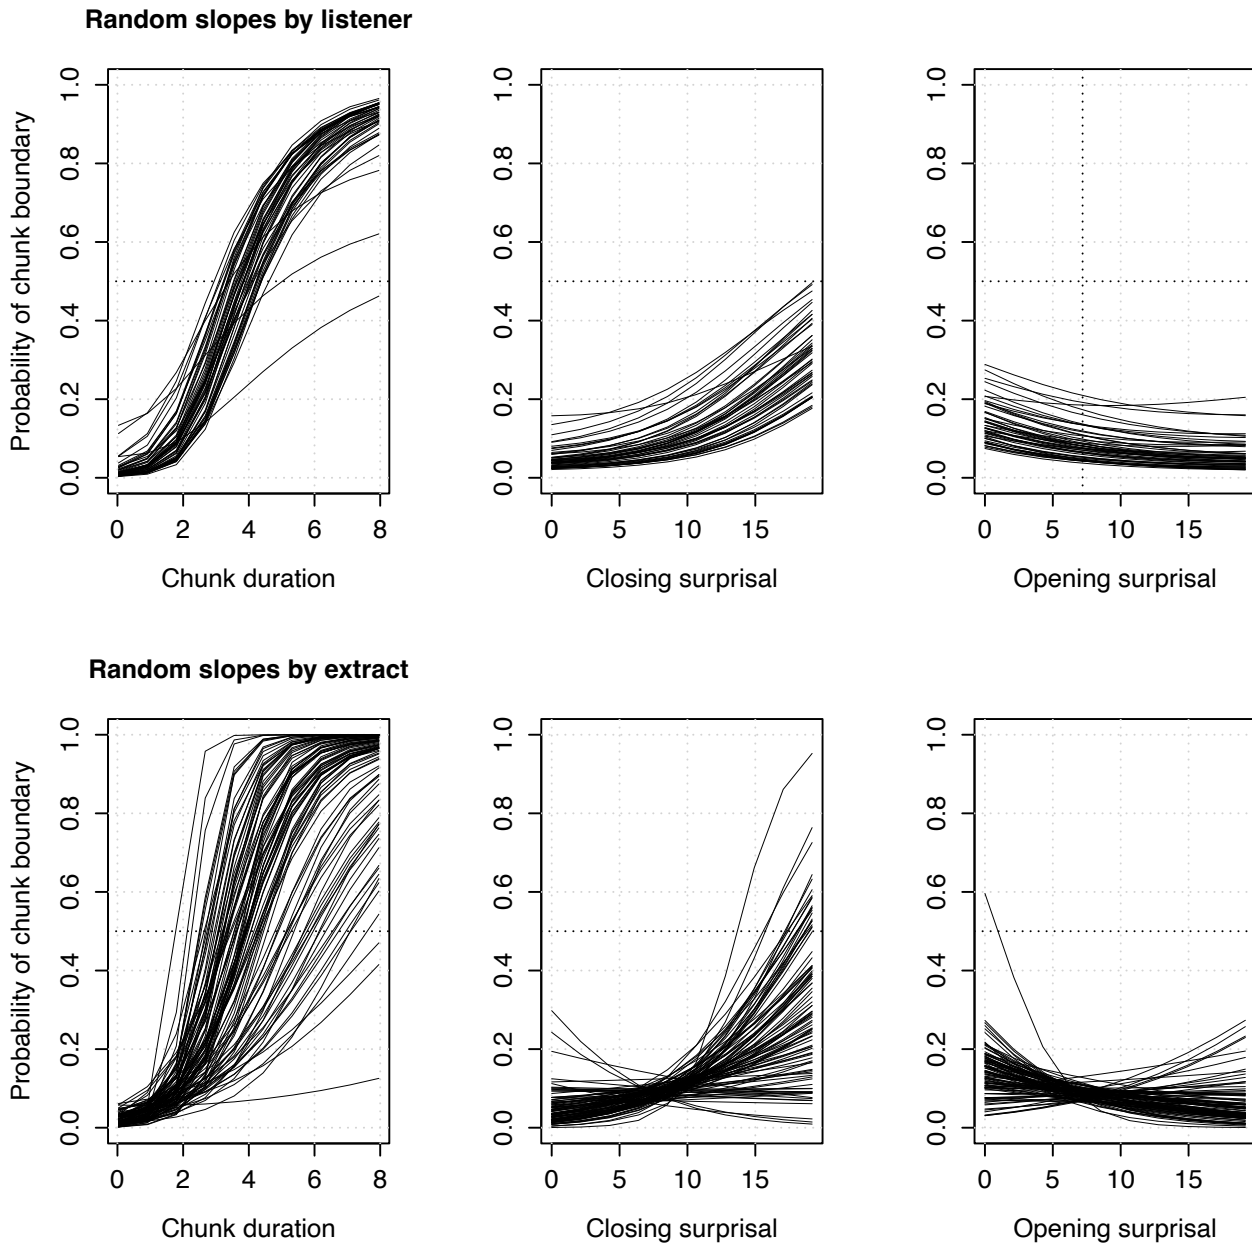 Random slopes by listener
Probability of chunk boundary
0.0 0.2 0.4 0.6 0.8 1.0
0 2 4 6 8
Chunk duration
0.0 0.2 0.4 0.6 0.8 1.0
0 5 10 15
Closing surprisal
0.0 0.2 0.4 0.6 0.8 1.0
0 5 10 15
Opening surprisal
Random slopes by extract
Probability of chunk boundary
0.0 0.2 0.4 0.6 0.8 1.0
0 2 4 6 8
Chunk duration
0.0 0.2 0.4 0.6 0.8 1.0
0 5 10 15
Closing surprisal
0.0 0.2 0.4 0.6 0.8 1.0
0 5 10 15
Opening surprisal